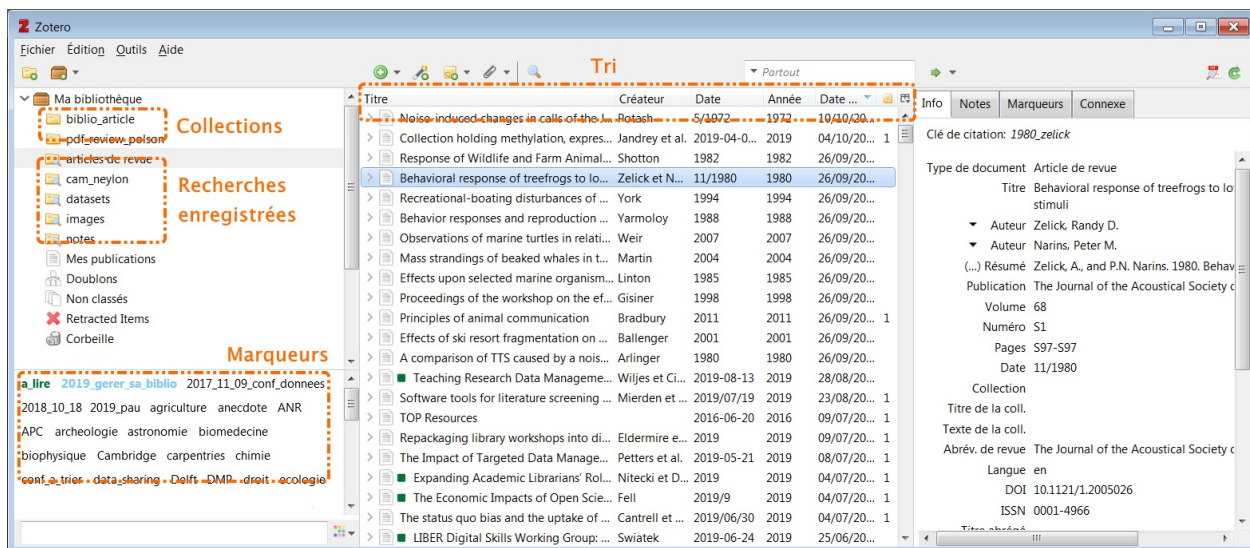 Zotero
Fichier Édition Outils Aide
Tri
Partout
Ma bibliothèque
biblio_article
pdf_review_polson
Collections
articles de revue
cam_neylon
datasets
images
notes
Recherches
enregistrées
Mes publications
Doublons
Non classés
Retracted Items
Corbeille
Marqueurs
a_lire 2019_gerer_sa_biblio 2017_11_09_conf_donnees
2018_10_18 2019_pau agriculture anecdote ANR
APC archeologie astronomie biomedecine
biophysique Cambridge carpentries chimie
conf_a_trier data_sharing Delft DMP droit ecologie
Titre Créateur Date Année Date ...
Noise-induced changes in calls of the J... Potash 5/1972 1972 10/10/20...
Collection holding methylation, expres... Jandrey et al. 2019-04-0... 2019 04/10/20... 1
Response of Wildlife and Farm Animal... Shotton 1982 1982 26/09/20...
Behavioral response of treefrogs to lo... Zelick et N... 11/1980 1980 26/09/20...
Recreational-boating disturbances of ... York 1994 1994 26/09/20...
Behavior responses and reproduction ... Yarmoloy 1988 1988 26/09/20...
Observations of marine turtles in relati... Weir 2007 2007 26/09/20...
Mass strandings of beaked whales in t... Martin 2004 2004 26/09/20...
Effects upon selected marine organism... Linton 1985 1985 26/09/20...
Proceedings of the workshop on the ef... Gisiner 1998 1998 26/09/20...
Principles of animal communication Bradbury 2011 2011 26/09/20... 1
Effects of ski resort fragmentation on ... Ballenger 2001 2001 26/09/20...
A comparison of TTS caused by a nois... Arlinger 1980 1980 26/09/20...
Teaching Research Data Manageme... Wiljes et Ci... 2019-08-13 2019 28/08/20...
Software tools for literature screening ... Mierden et ... 2019/07/19 2019 23/08/20... 1
TOP Resources 2016-06-20 2016 09/07/20... 1
Repackaging library workshops into di... Eldermire e... 2019 2019 09/07/20... 1
The Impact of Targeted Data Manage... Petters et al. 2019-05-21 2019 08/07/20... 1
Expanding Academic Librarians' Rol... Nitecki et D... 2019 2019 04/07/20... 1
The Economic Impacts of Open Scie... Fell 2019/9 2019 04/07/20... 1
The status quo bias and the uptake of ... Cantrell et ... 2019/06/30 2019 04/07/20... 1
LIBER Digital Skills Working Group: ... Swiatek 2019-06-24 2019 25/06/20...
Info Notes Marqueurs Connexe
Clé de citation: 1980_zelick
Type de document Article de revue
Titre Behavioral response of treefrogs to lo
stimuli
Auteur Zelick, Randy D.
Auteur Narins, Peter M.
(...) Résumé Zelick, A., and P.N. Narins. 1980. Behav
Publication The Journal of the Acoustical Society
Volume 68
Numéro S1
Pages S97-S97
Date 11/1980
Collection
Titre de la coll.
Texte de la coll.
Abrév. de revue The Journal of the Acoustical Society
Langue en
DOI 10.1121/1.2005026
ISSN 0001-4966
Titre abrégé